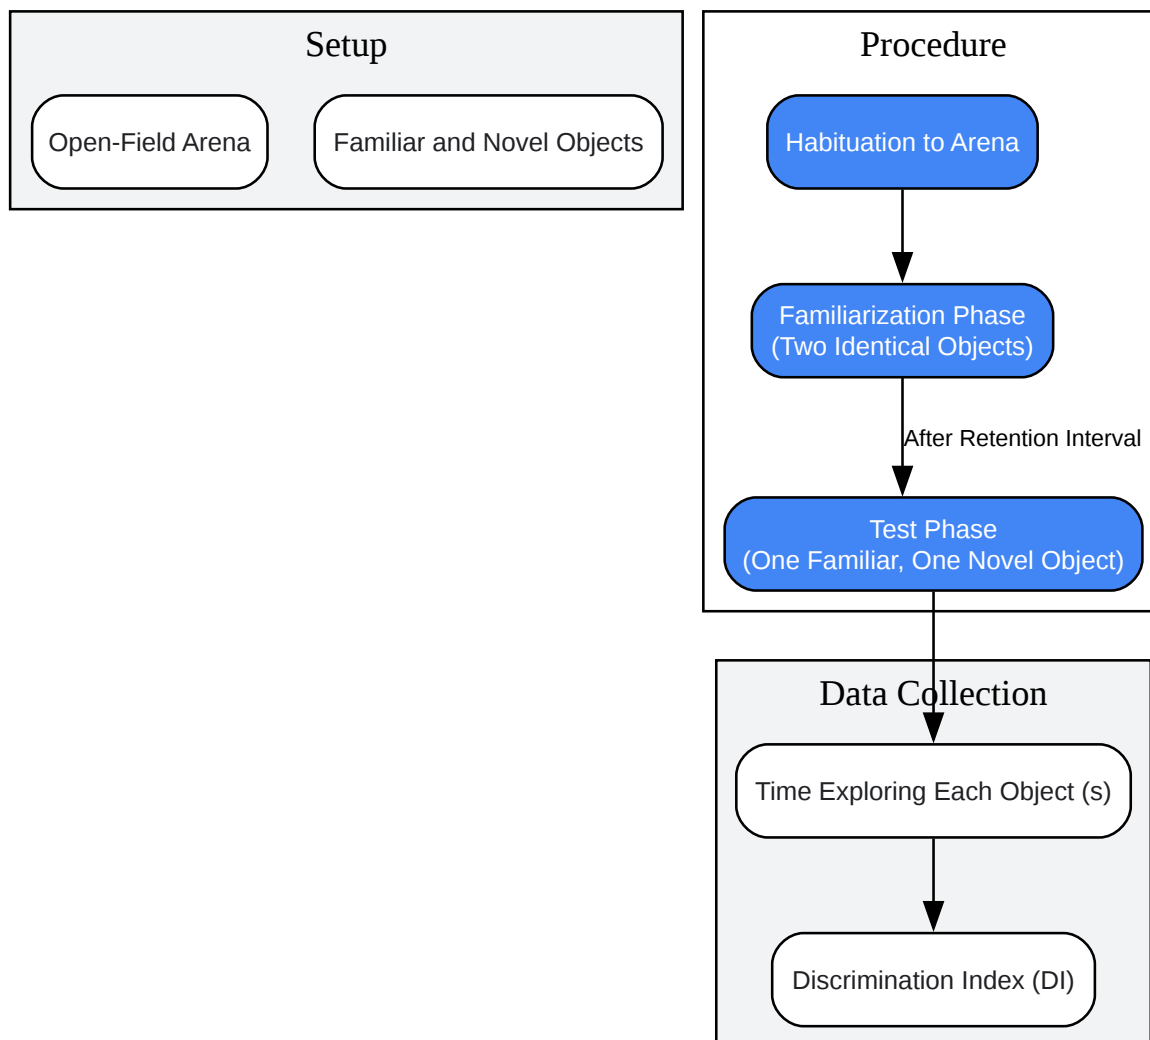 Setup
Open-Field Arena
Familiar and Novel Objects
Procedure
Habituation to Arena
Familiarization Phase
(Two Identical Objects)
After Retention Interval
Test Phase
(One Familiar, One Novel Object)
Data Collection
Time Exploring Each Object (s)
Discrimination Index (DI)